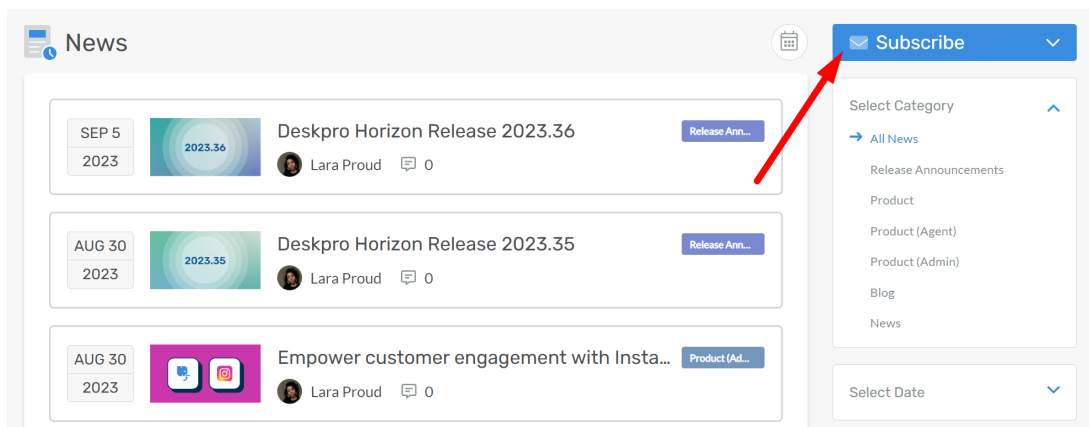 News
Subscribe
SEP 5
2023
2023.36
Deskpro Horizon Release 2023.36
Release Ann...
Lara Proud 0
AUG 30
2023
2023.35
Deskpro Horizon Release 2023.35
Release Ann...
Lara Proud 0
AUG 30
2023
Empower customer engagement with Insta...
Product (Ad...
Lara Proud 0
Select Category
All News
Release Announcements
Product
Product (Agent)
Product (Admin)
Blog
News
Select Date